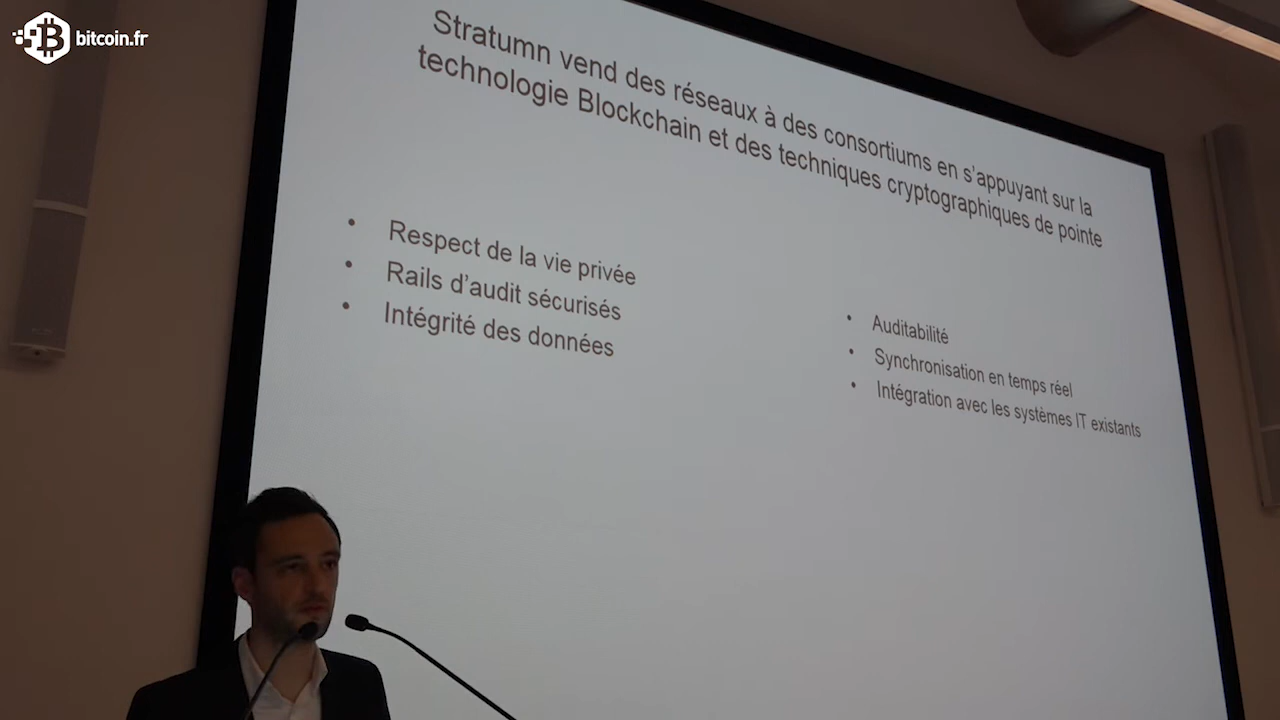 bitcoin.fr
Stratumn vend des réseaux à des consortiums en s'appuyant sur la
technologie Blockchain et des techniques cryptographiques de pointe
• Respect de la vie privée
• Rails d'audit sécurisés
• Intégrité des données
• Auditabilité
• Synchronisation en temps réel
• Intégration avec les systèmes IT existants